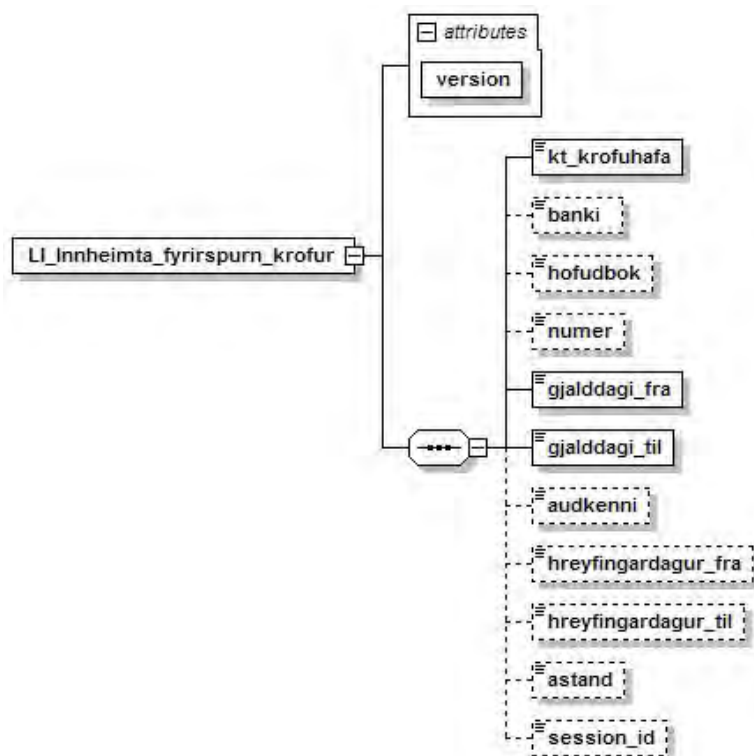 attributes
version
kt_krofuhafa
banki
LI_Innheimta_fyrirspurn_krofur
hofudbok
numer
gjalddagi_fra
gjalddagi_til
audkenni
hreyfingardagur_fra
hreyfingardagur_til
astand
session_id